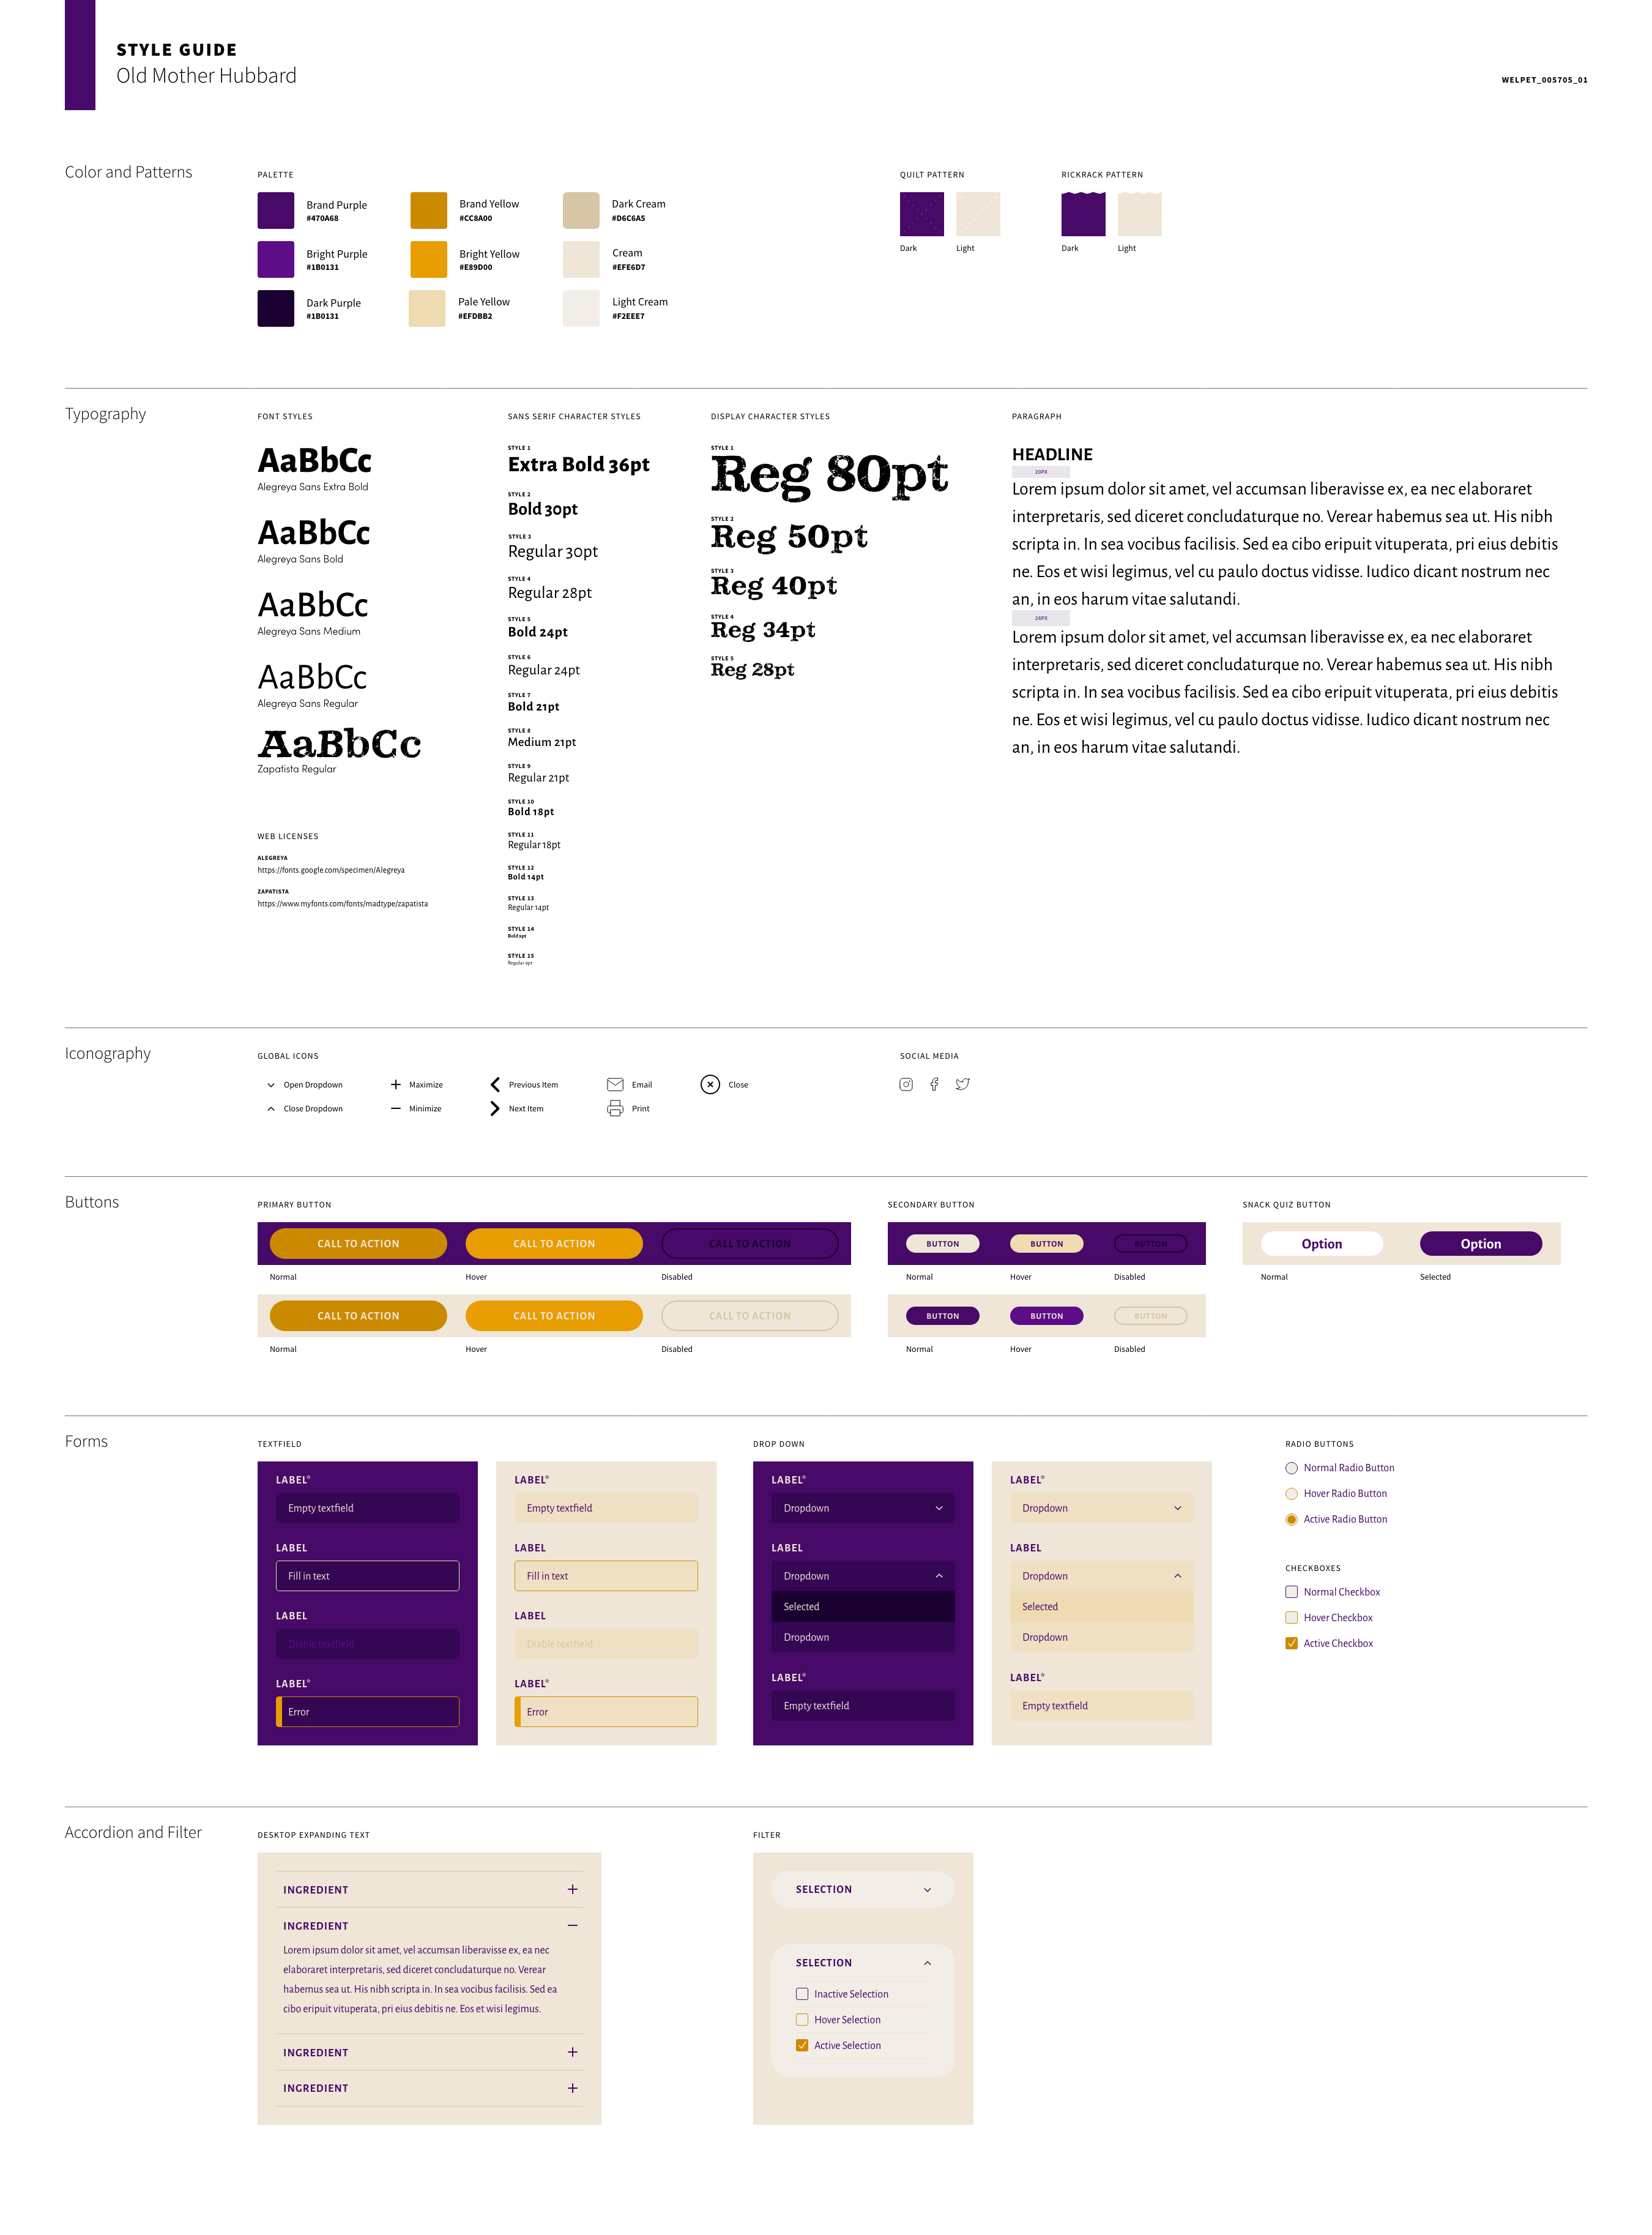 STYLE GUIDE
Old Mother Hubbard
WELPET_005705_01
Color and Patterns
PALETTE
Brand Purple
#470A68
Brand Yellow
#CC8A00
Dark Cream
#D6C6A5
Bright Purple
#1B0131
Bright Yellow
#E89D00
Cream
#EFE6D7
Dark Purple
#1B0131
Pale Yellow
#EFDBB2
Light Cream
#F2EEE7
QUILT PATTERN
Dark
Light
RICKRACK PATTERN
Dark
Light
Typography
FONT STYLES
AaBbCc
Alegreya Sans Extra Bold
AaBbCc
Alegreya Sans Bold
AaBbCc
Alegreya Sans Medium
AaBbCc
Alegreya Sans Regular
AaBbCc
Zapatista Regular
WEB LICENSES
ALEGREYA
https://fonts.google.com/specimen/Alegreya
ZAPATISTA
https://www.myfonts.com/fonts/madtype/zapatista
SANS SERIF CHARACTER STYLES
STYLE 1
Extra Bold 36pt
STYLE 2
Bold 30pt
STYLE 3
Regular 30pt
STYLE 4
Regular 28pt
STYLE 5
Bold 24pt
STYLE 6
Regular 24pt
STYLE 7
Bold 21pt
STYLE 8
Medium 21pt
STYLE 9
Regular 21pt
STYLE 10
Bold 18pt
STYLE 11
Regular 18pt
STYLE 12
Bold 14pt
STYLE 13
Regular 14pt
STYLE 14
Bold 9pt
STYLE 15
Regular 9pt
DISPLAY CHARACTER STYLES
STYLE 1
Reg 80pt
STYLE 2
Reg 50pt
STYLE 3
Reg 40pt
STYLE 4
Reg 34pt
STYLE 5
Reg 28pt
PARAGRAPH
HEADLINE
20PX
Lorem ipsum dolor sit amet, vel accumsan liberavisse ex, ea nec elaboraret
interpretaris, sed diceret concludaturque no. Verear habemus sea ut. His nibh
scripta in. In sea vocibus facilisis. Sed ea cibo eripuit vituperata, pri eius debitis
ne. Eos et wisi legimus, vel cu paulo doctus vidisse. Iudico dicant nostrum nec
an, in eos harum vitae salutandi.
26PX
Lorem ipsum dolor sit amet, vel accumsan liberavisse ex, ea nec elaboraret
interpretaris, sed diceret concludaturque no. Verear habemus sea ut. His nibh
scripta in. In sea vocibus facilisis. Sed ea cibo eripuit vituperata, pri eius debitis
ne. Eos et wisi legimus, vel cu paulo doctus vidisse. Iudico dicant nostrum nec
an, in eos harum vitae salutandi.
Iconography
GLOBAL ICONS
Open Dropdown
Maximize
Previous Item
Email
Close
Close Dropdown
Minimize
Next Item
Print
SOCIAL MEDIA
Buttons
PRIMARY BUTTON
CALL TO ACTION
CALL TO ACTION
CALL TO ACTION
Normal
Hover
Disabled
CALL TO ACTION
CALL TO ACTION
CALL TO ACTION
Normal
Hover
Disabled
SECONDARY BUTTON
BUTTON
BUTTON
BUTTON
Normal
Hover
Disabled
BUTTON
BUTTON
BUTTON
Normal
Hover
Disabled
SNACK QUIZ BUTTON
Option
Option
Normal
Selected
Forms
TEXTFIELD
LABEL*
Empty textfield
LABEL
Fill in text
LABEL
Diable textfield
LABEL*
Error
LABEL*
Empty textfield
LABEL
Fill in text
LABEL
Diable textfield
LABEL*
Error
DROP DOWN
LABEL*
Dropdown
LABEL
Dropdown
Selected
Dropdown
LABEL*
Empty textfield
LABEL*
Dropdown
LABEL
Dropdown
Selected
Dropdown
LABEL*
Empty textfield
RADIO BUTTONS
Normal Radio Button
Hover Radio Button
Active Radio Button
CHECKBOXES
Normal Checkbox
Hover Checkbox
Active Checkbox
Accordion and Filter
DESKTOP EXPANDING TEXT
INGREDIENT
INGREDIENT
Lorem ipsum dolor sit amet, vel accumsan liberavisse ex, ea nec
elaboraret interpretaris, sed diceret concludaturque no. Verear
habemus sea ut. His nibh scripta in. In sea vocibus facilisis. Sed ea
cibo eripuit vituperata, pri eius debitis ne. Eos et wisi legimus.
INGREDIENT
INGREDIENT
FILTER
SELECTION
SELECTION
Inactive Selection
Hover Selection
Active Selection